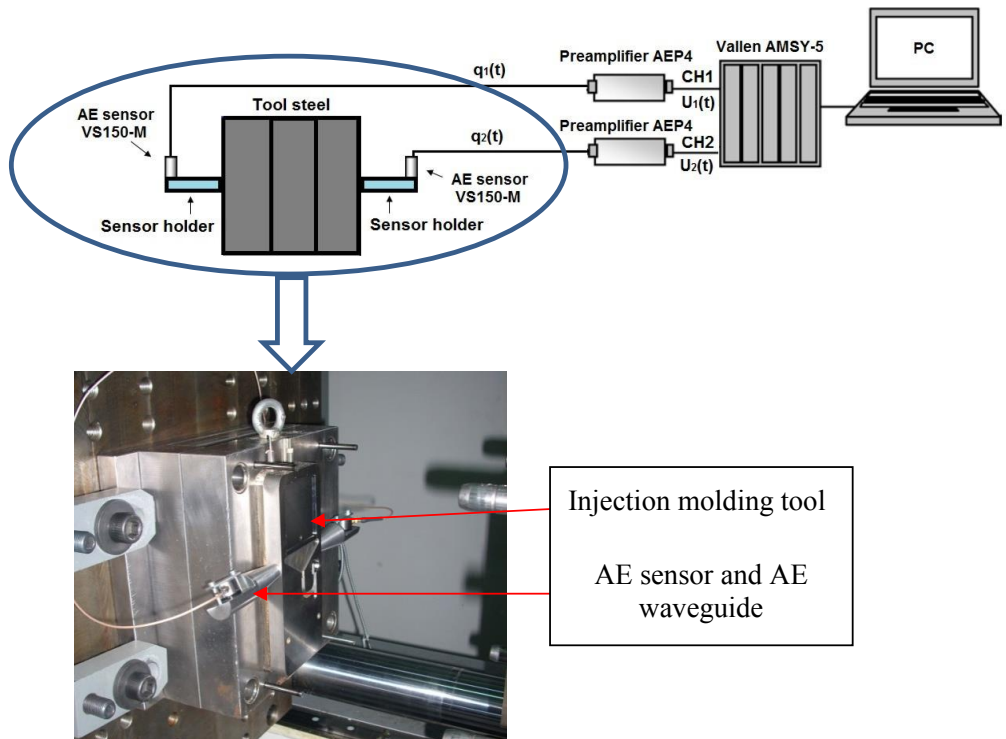 Preamplifier AEP4
Vallen AMSY-5
PC
q1(t)
CH1
U1(t)
Tool steel
AE sensor
VS150-M
Preamplifier AEP4
q2(t)
CH2
U2(t)
AE sensor
VS150-M
Sensor holder
Sensor holder
Injection molding tool
AE sensor and AE
waveguide